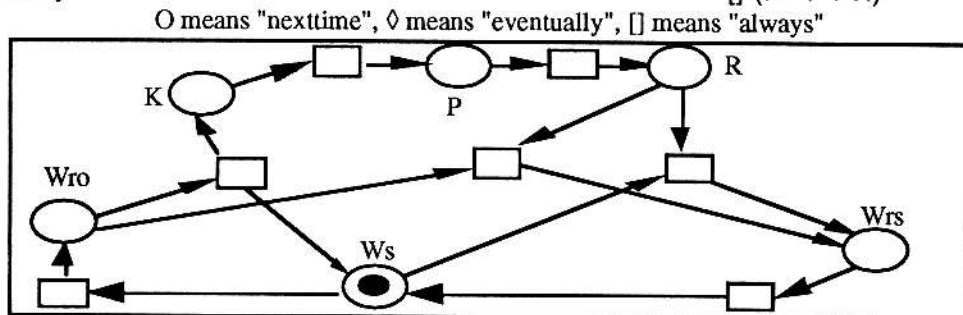 O means "nexttime", ◊ means "eventually", [] means "always"
K
P
R
Wro
Ws
Wrs